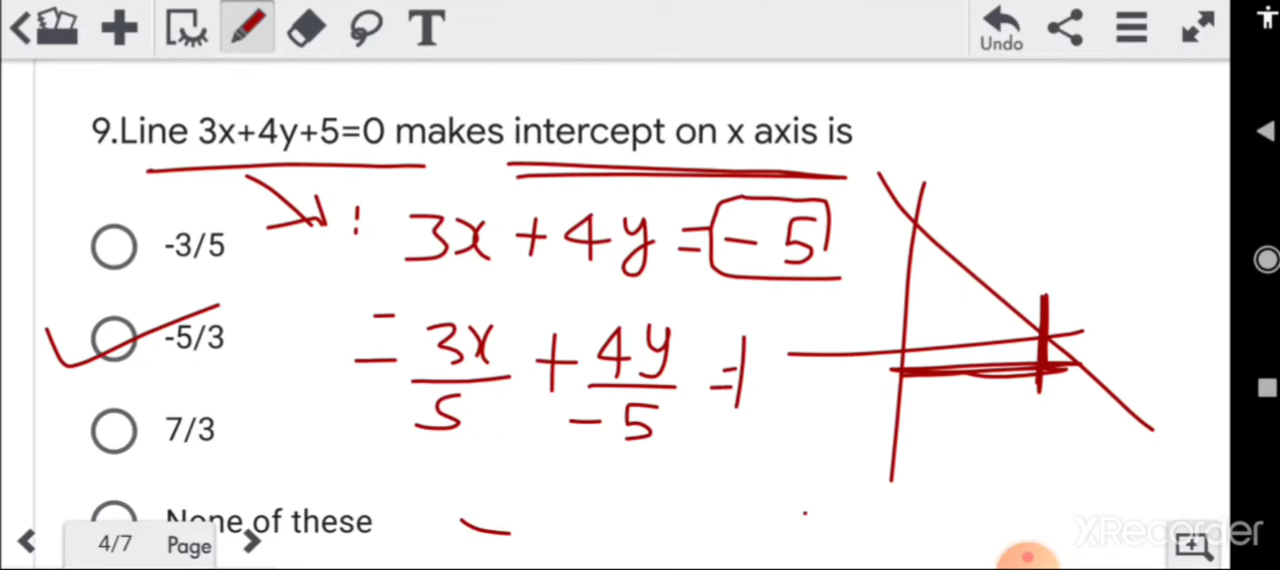 T
Undo
9.Line 3x+4y+5=0 makes intercept on x axis is
: 3x + 4y = - 5
-3/5
-5/3
= - 3x/5 + 4y/-5 = 1
7/3
None of these
4/7 Page
XRecorder